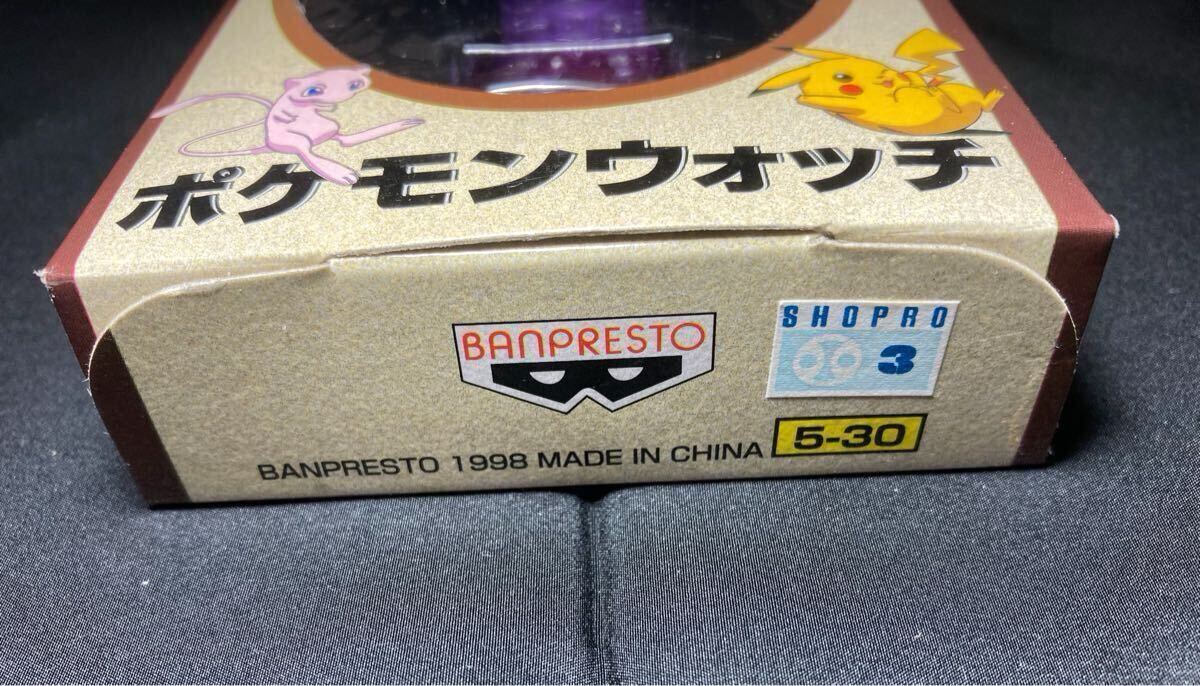 ポケモンウォッチ
BANPRESTO
SHOPRO
3
5-30
BANPRESTO 1998 MADE IN CHINA